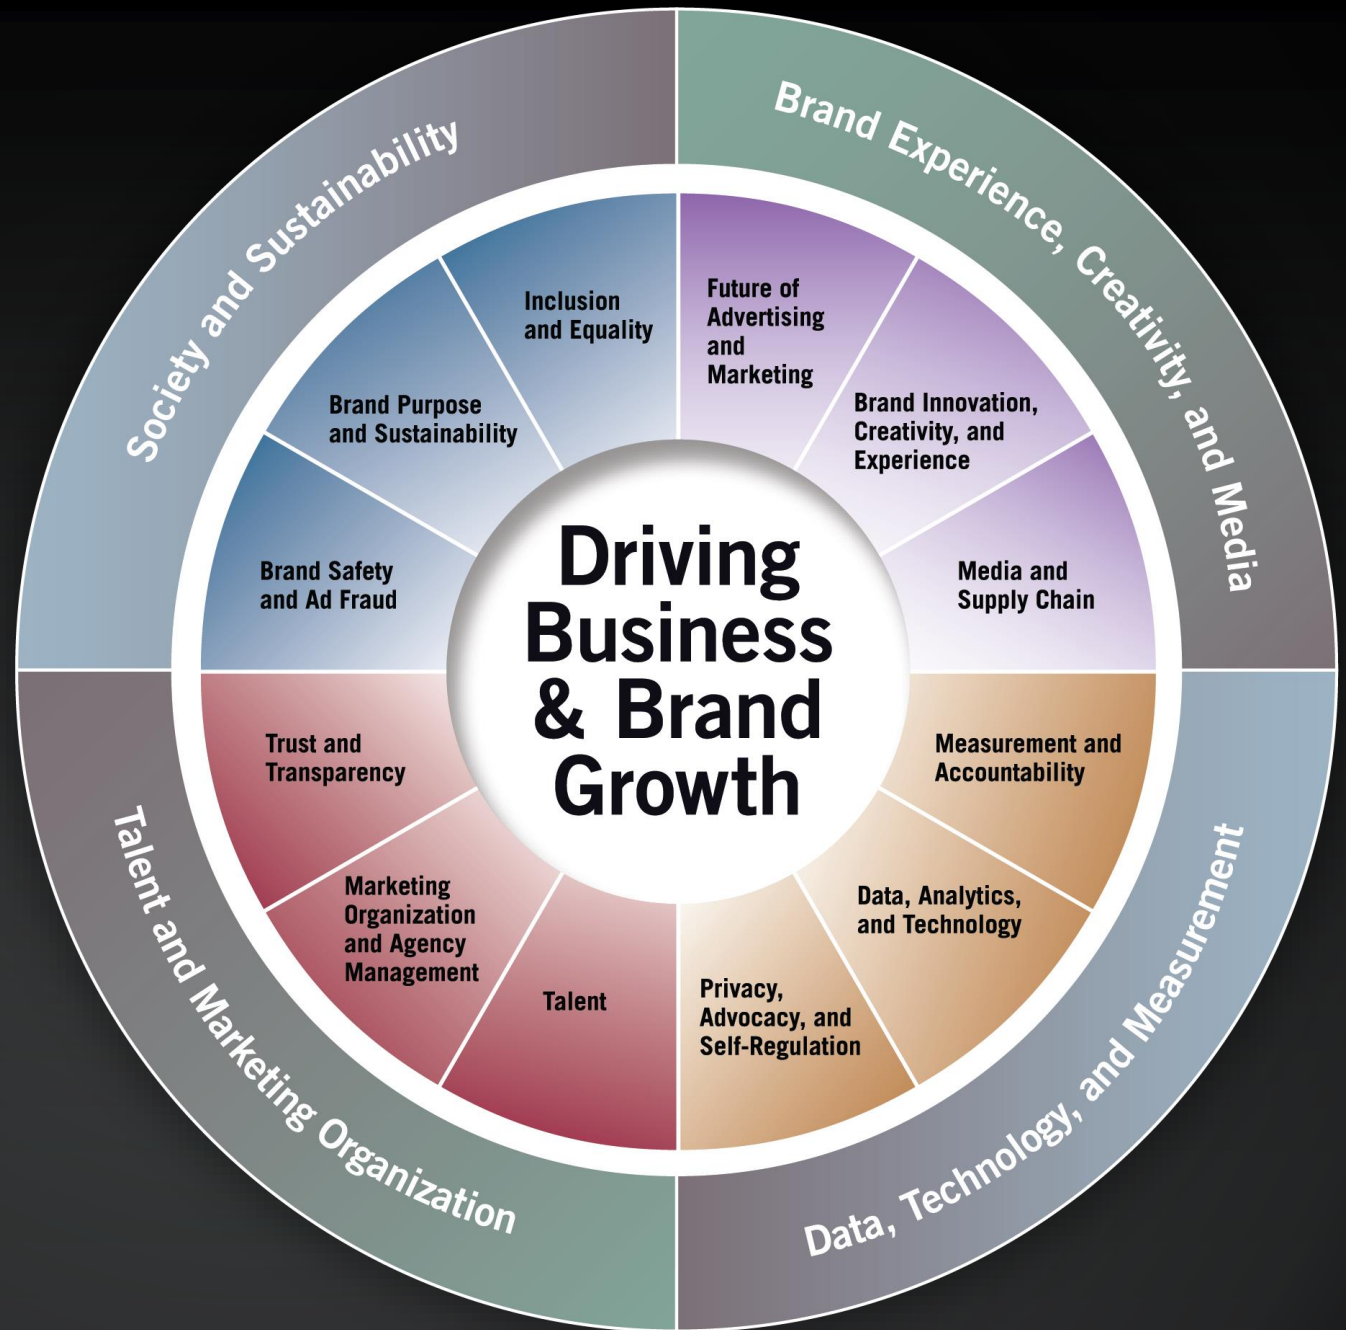 Society and Sustainability
Brand Experience, Creativity, and Media
Inclusion
and Equality
Future of
Advertising
and
Marketing
Brand Purpose
and Sustainability
Brand Innovation,
Creativity, and
Experience
Brand Safety
and Ad Fraud
Media and
Supply Chain
Driving
Business
& Brand
Growth
Trust and
Transparency
Measurement and
Accountability
Marketing
Organization
and Agency
Management
Data, Analytics,
and Technology
Talent
Privacy,
Advocacy, and
Self-Regulation
Talent and Marketing Organization
Data, Technology, and Measurement